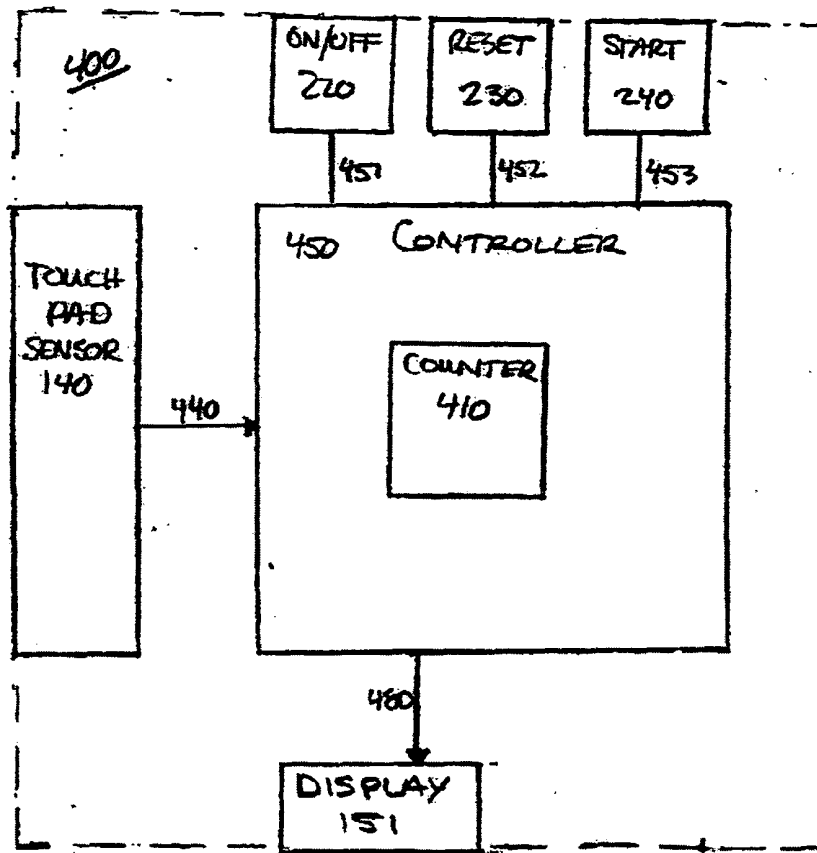 400
ON/OFF
220
RESET
230
START
240
451
452
453
450 CONTROLLER
TOUCH
PAD
SENSOR
140
440
COUNTER
410
480
DISPLAY
151